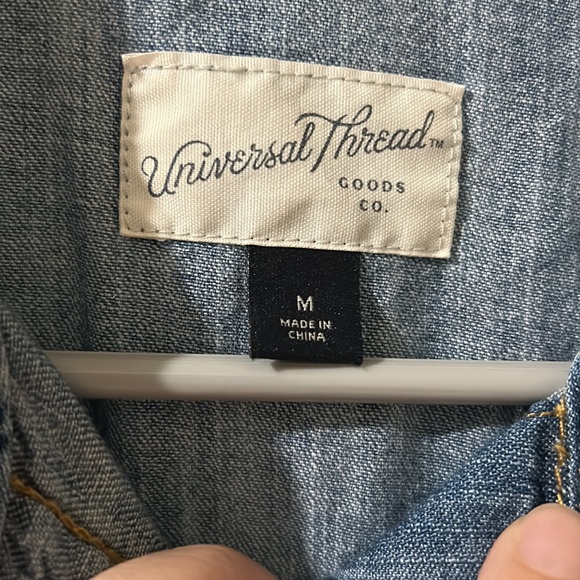 Universal Thread™
GOODS
CO.
M
MADE IN
CHINA